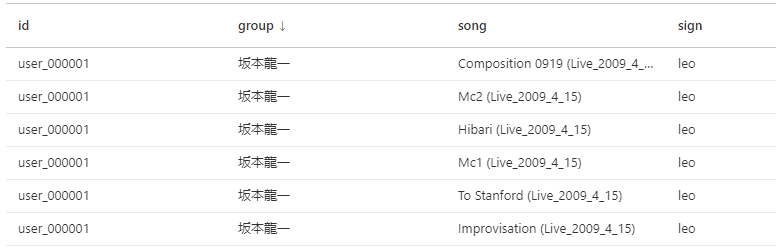 id group ↓ song sign
user_000001 坂本龍一 Composition 0919 (Live_2009_4_... leo
user_000001 坂本龍一 Mc2 (Live_2009_4_15) leo
user_000001 坂本龍一 Hibari (Live_2009_4_15) leo
user_000001 坂本龍一 Mc1 (Live_2009_4_15) leo
user_000001 坂本龍一 To Stanford (Live_2009_4_15) leo
user_000001 坂本龍一 Improvisation (Live_2009_4_15) leo